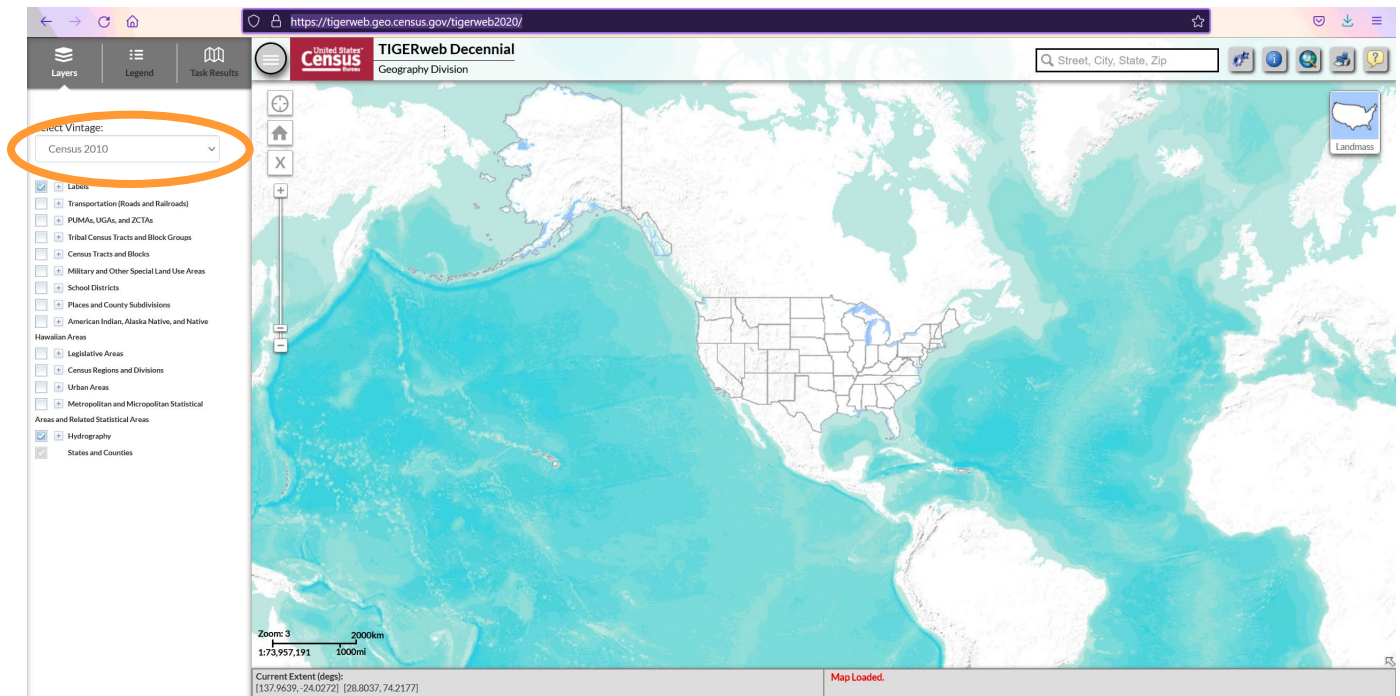 https://tigerweb.geo.census.gov/tigerweb2020/
Layers
Legend
Task Results
United States™
Census
Bureau
TIGERweb Decennial
Geography Division
Street, City, State, Zip
Landmass
Select Vintage:
Census 2010
X
Labels
Transportation (Roads and Railroads)
PUMAs, UGAs, and ZCTAs
Tribal Census Tracts and Block Groups
Census Tracts and Blocks
Military and Other Special Land Use Areas
School Districts
Places and County Subdivisions
American Indian, Alaska Native, and Native
Hawaiian Areas
Legislative Areas
Census Regions and Divisions
Urban Areas
Metropolitan and Micropolitan Statistical
Areas and Related Statistical Areas
Hydrography
States and Counties
Zoom: 3 2000km
1:73,957,191 1000mi
Current Extent (degs):
[137.9639, -24.0272] [28.8037, 74.2177]
Map Loaded.